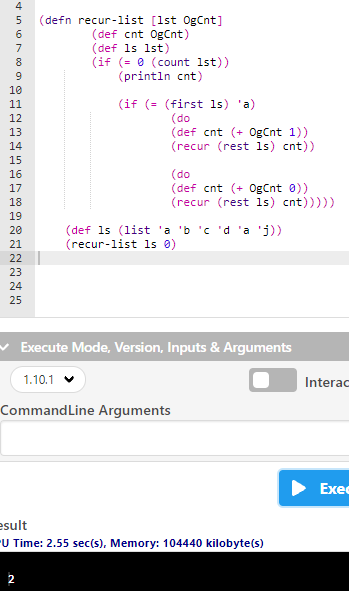 4
5 (defn recur-list [lst OgCnt]
6 (def cnt OgCnt)
7 (def ls lst)
8 (if (= 0 (count lst))
9 (println cnt)
10
11 (if (= (first ls) 'a)
12 (do
13 (def cnt (+ OgCnt 1))
14 (recur (rest ls) cnt))
15
16 (do
17 (def cnt (+ OgCnt 0))
18 (recur (rest ls) cnt)))))
19
20 (def ls (list 'a 'b 'c 'd 'a 'j))
21 (recur-list ls 0)
22
23
24
25
Execute Mode, Version, Inputs & Arguments
1.10.1 Interac
CommandLine Arguments
Exec
esult
U Time: 2.55 sec(s), Memory: 104440 kilobyte(s)
2